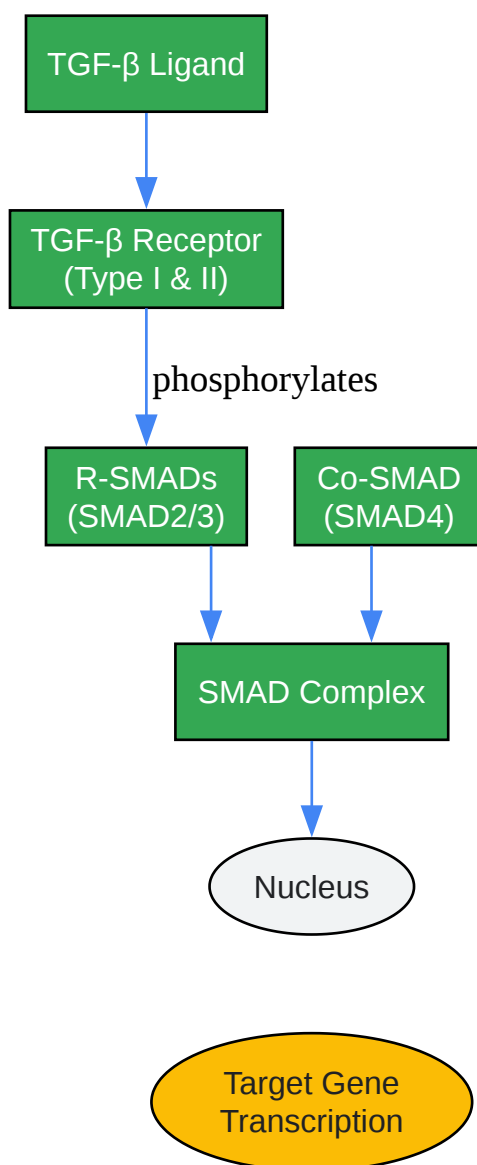 TGF-β Ligand
TGF-β Receptor
(Type I & II)
phosphorylates
R-SMADs
(SMAD2/3)
Co-SMAD
(SMAD4)
SMAD Complex
Nucleus
Target Gene
Transcription